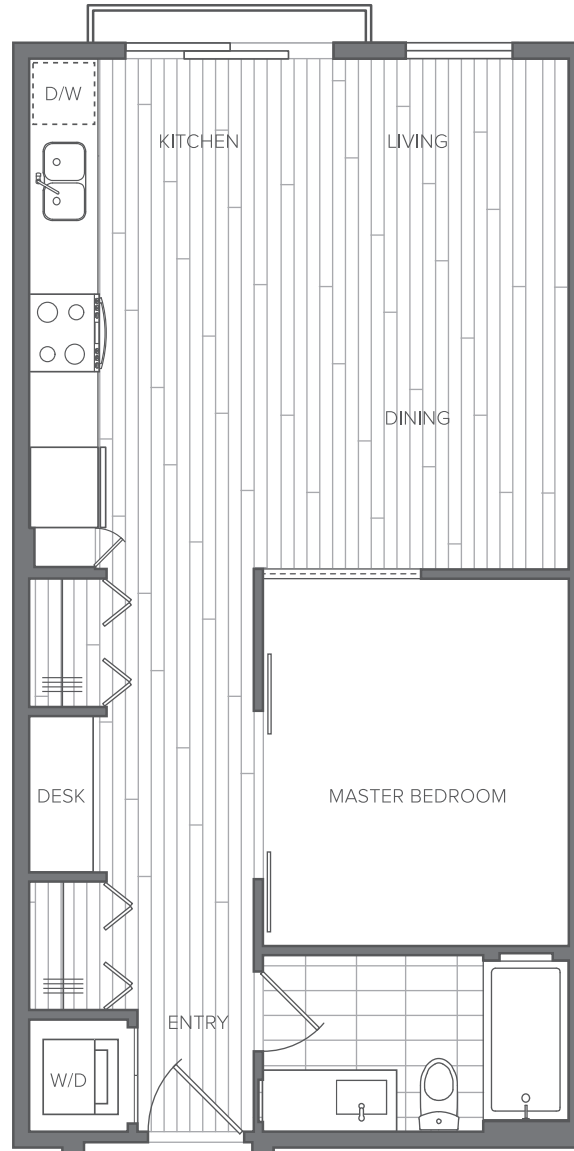 D/W
KITCHEN
LIVING
DINING
DESK
MASTER BEDROOM
ENTRY
W/D